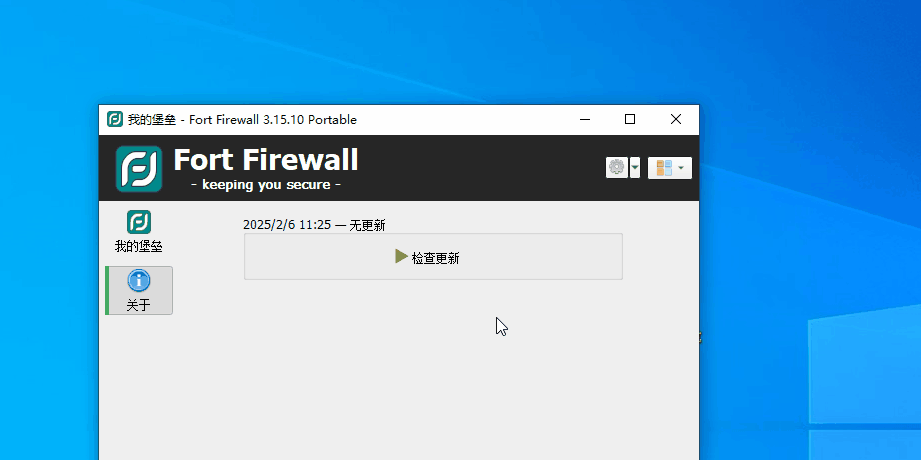 我的堡垒 - Fort Firewall 3.15.10 Portable
Fort Firewall
- keeping you secure -
我的堡垒
2025/2/6 11:25 — 无更新
检查更新
关于